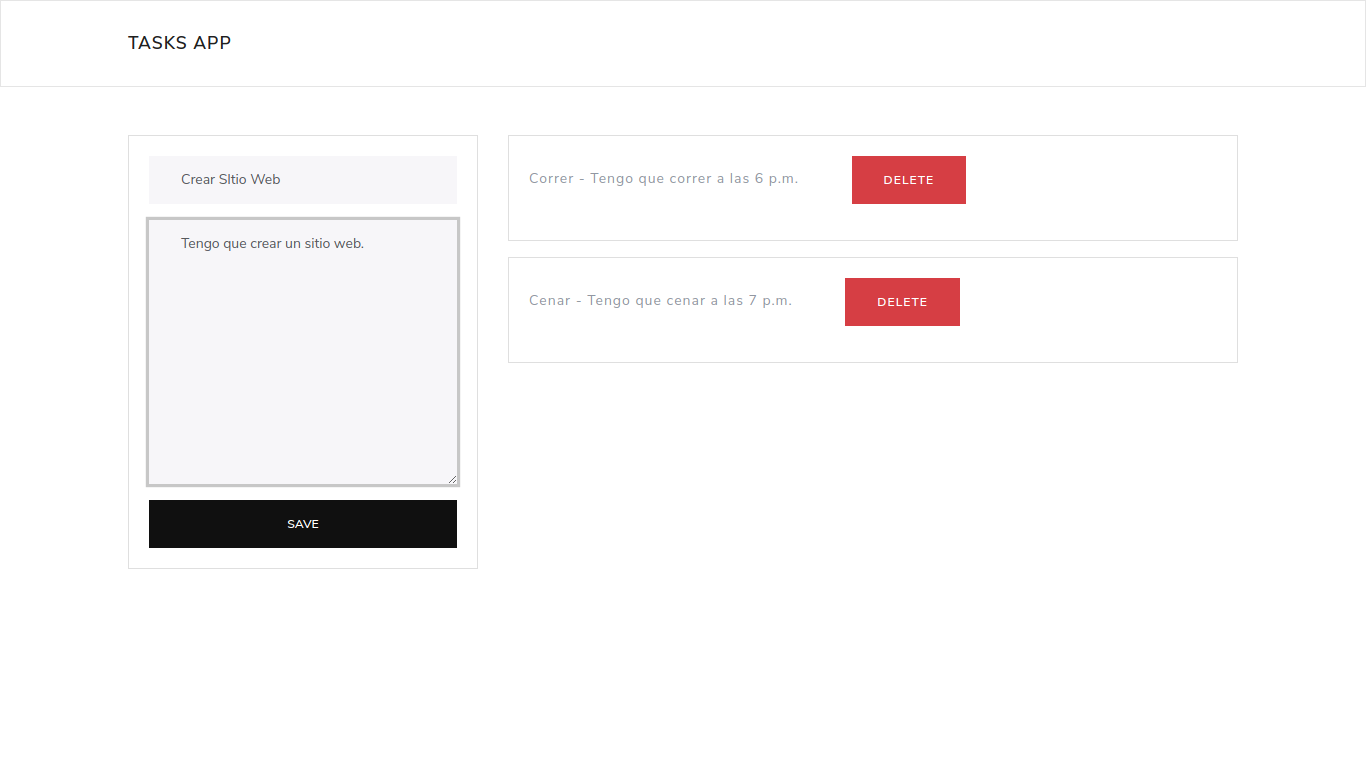 TASKS APP
Crear SItio Web
Tengo que crear un sitio web.
SAVE
Correr - Tengo que correr a las 6 p.m.
DELETE
Cenar - Tengo que cenar a las 7 p.m.
DELETE